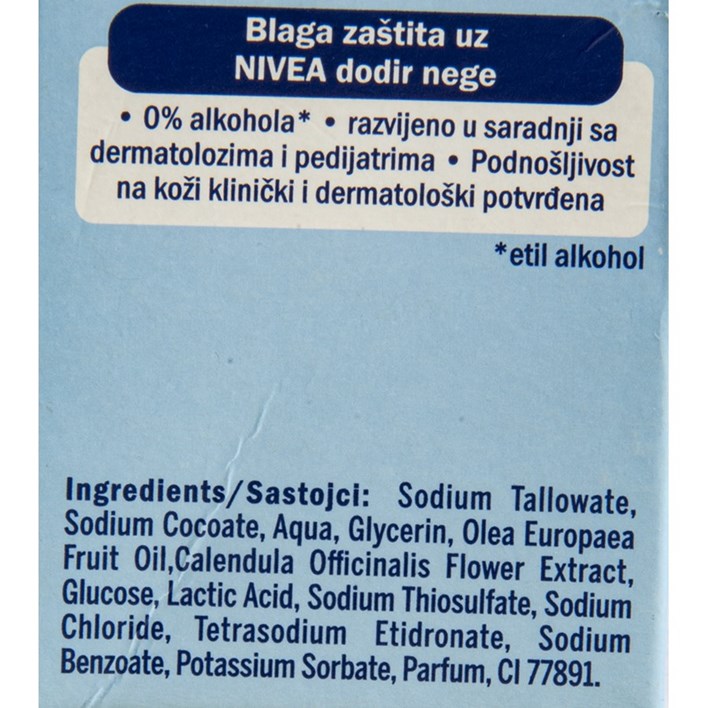 Blaga zaštita uz
NIVEA dodir nege
• 0% alkohola* • razvijeno u saradnji sa
dermatolozima i pedijatrima • Podnošljivost
na koži klinički i dermatološki potvrđena
*etil alkohol
Ingredients/Sastojci: Sodium Tallowate,
Sodium Cocoate, Aqua, Glycerin, Olea Europaea
Fruit Oil,Calendula Officinalis Flower Extract,
Glucose, Lactic Acid, Sodium Thiosulfate, Sodium
Chloride, Tetrasodium Etidronate, Sodium
Benzoate, Potassium Sorbate, Parfum, CI 77891.